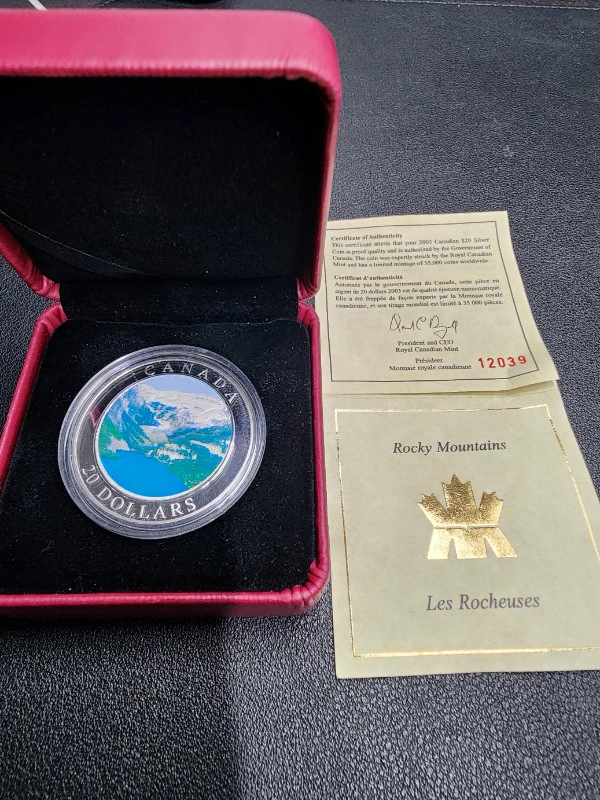 CANADA
20 DOLLARS
Certificate of Authenticity
This certificate attests that your 2003 Canadian $20 Silver
Coin is proof quality and is authorized by the Government of
Canada. The coin was expertly struck by the Royal Canadian
Mint and has a limited mintage of 35,000 coins worldwide.
Certificat d'authenticité
Autorisée par le gouvernement du Canada, cette pièce en
argent de 20 dollars 2003 est de qualité épreuve numismatique.
Elle a été frappée de façon experte par la Monnaie royale
canadienne, et son tirage mondial est limité à 35 000 pièces.
President and CEO
Royal Canadian Mint
Président
Monnaie royale canadienne 12039
Rocky Mountains
Les Rocheuses